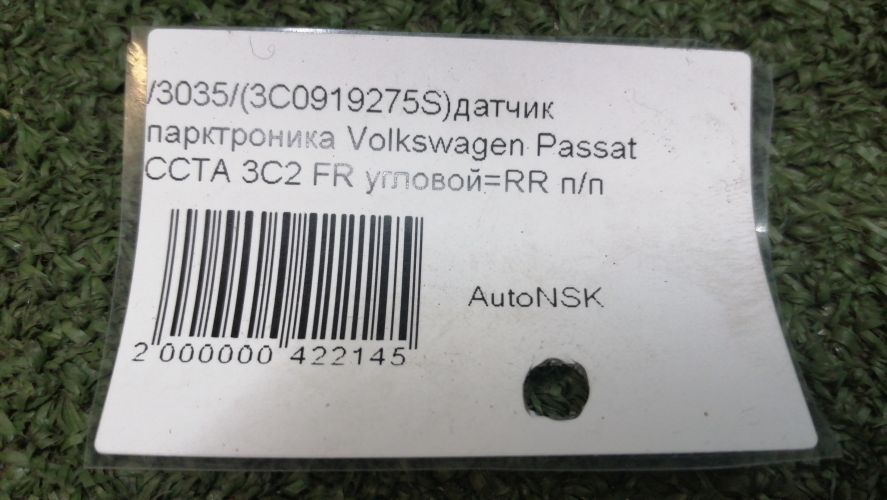 /3035/(3C0919275S)датчик
парктроника Volkswagen Passat
CCTA 3C2 FR угловой=RR п/п
AutoNSK
2 000000 422145